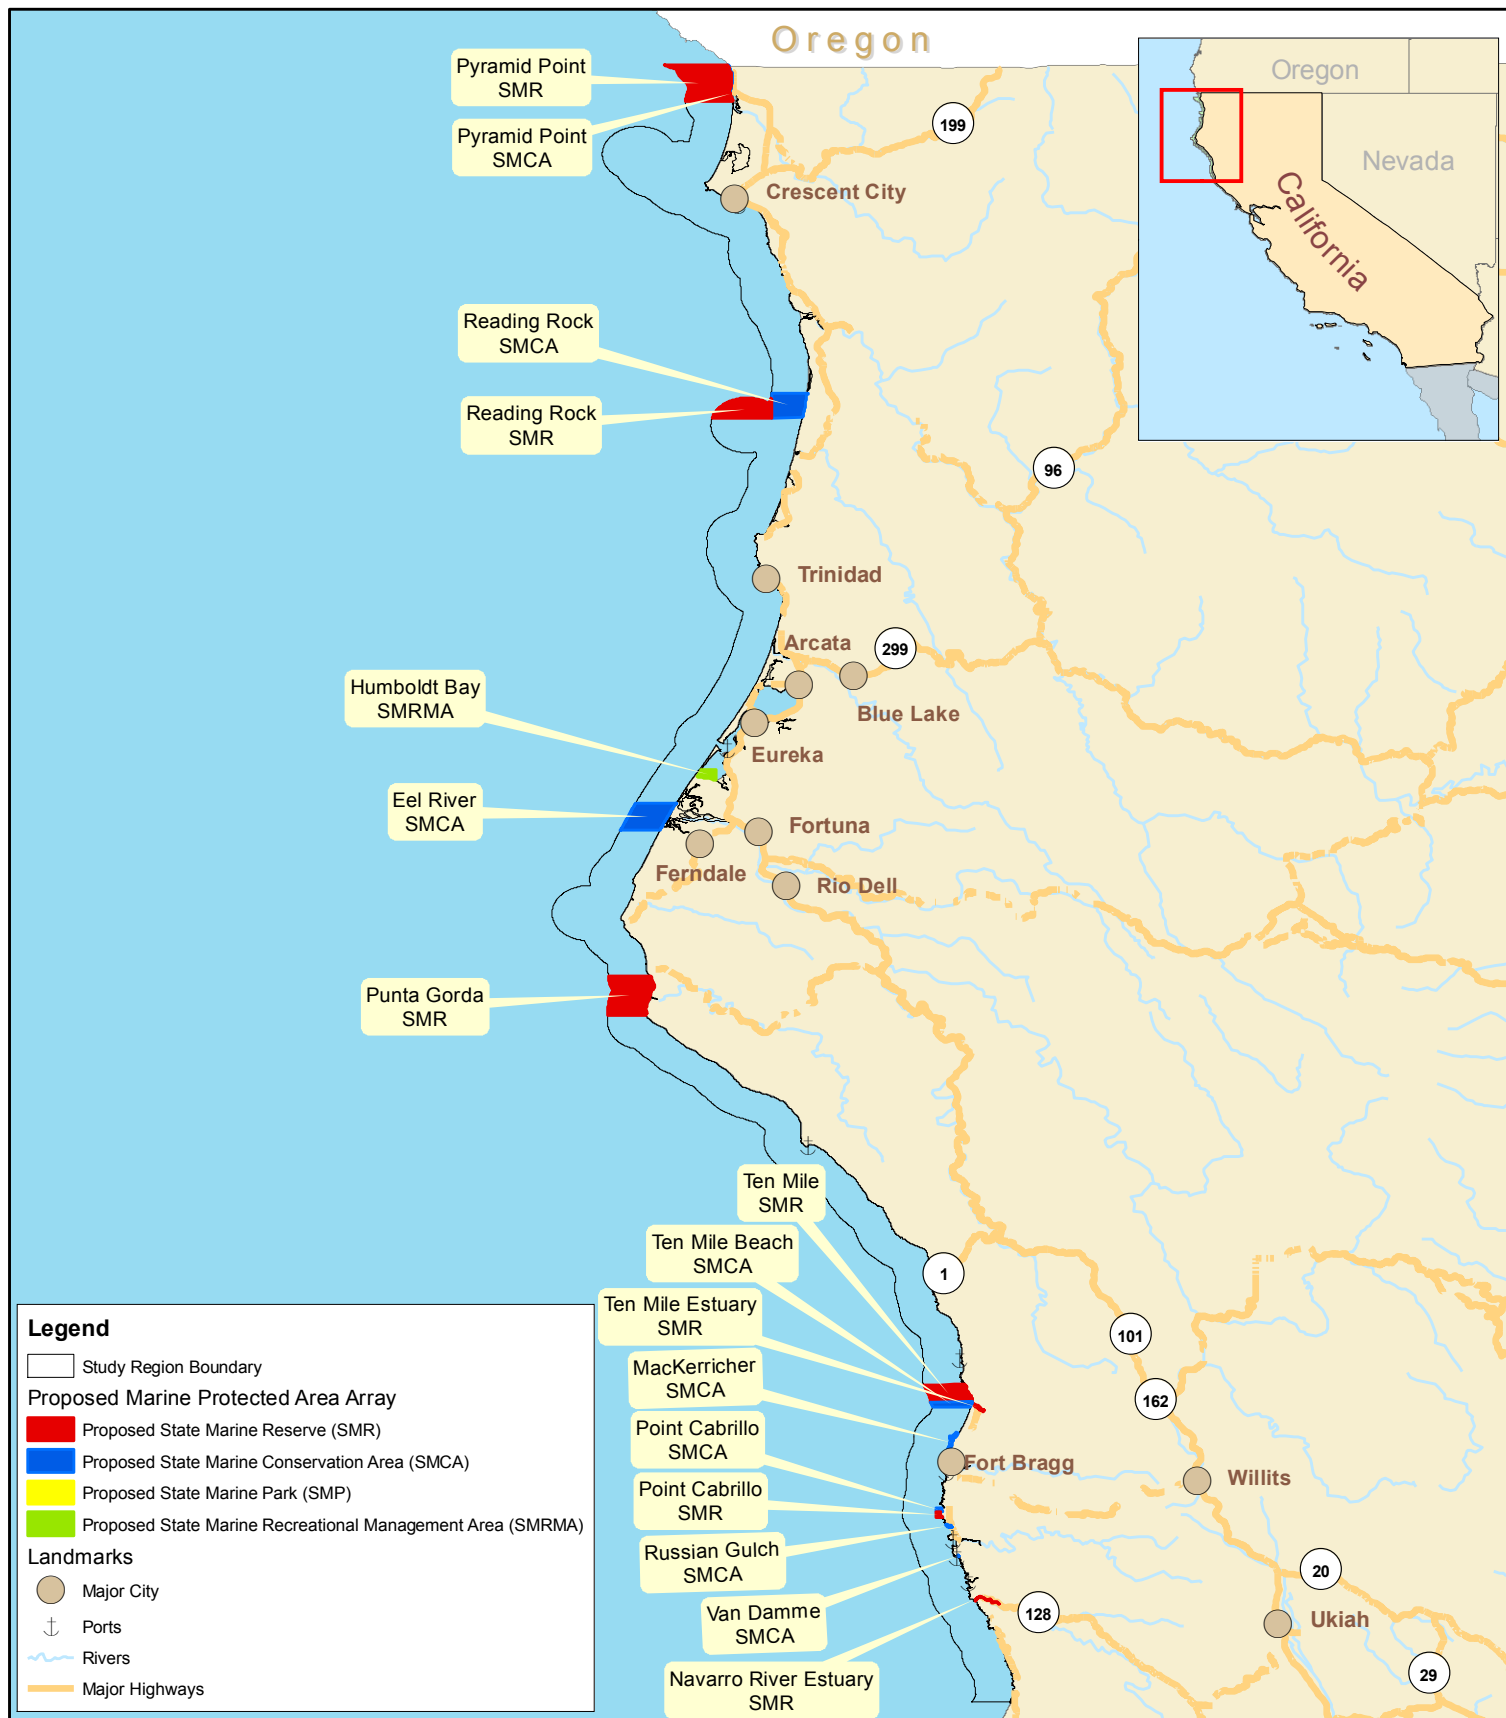 Oregon
Pyramid Point
SMR
Pyramid Point
SMCA
199
Crescent City
Oregon
Nevada
California
Reading Rock
SMCA
Reading Rock
SMR
96
Trinidad
Arcata
299
Blue Lake
Humboldt Bay
SMRMA
Eureka
Eel River
SMCA
Fortuna
Ferndale
Rio Dell
Punta Gorda
SMR
Ten Mile
SMR
Ten Mile Beach
SMCA
1
Ten Mile Estuary
SMR
101
MacKerricher
SMCA
162
Point Cabrillo
SMCA
Fort Bragg
Willits
Point Cabrillo
SMR
Russian Gulch
SMCA
20
Van Damme
SMCA
128
Ukiah
Navarro River Estuary
SMR
29
Legend
Study Region Boundary
Proposed Marine Protected Area Array
Proposed State Marine Reserve (SMR)
Proposed State Marine Conservation Area (SMCA)
Proposed State Marine Park (SMP)
Proposed State Marine Recreational Management Area (SMRMA)
Landmarks
Major City
Ports
Rivers
Major Highways